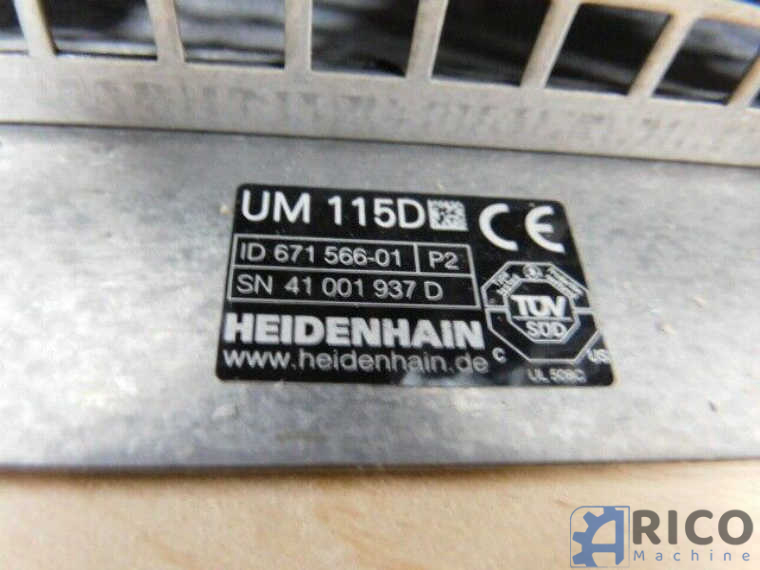 UM 115D CE
ID 671 566-01 P2
SN 41 001 937 D
HEIDENHAIN
www.heidenhain.de
TÜV
SÜD
C US
UL 508C
ARICO
Machine